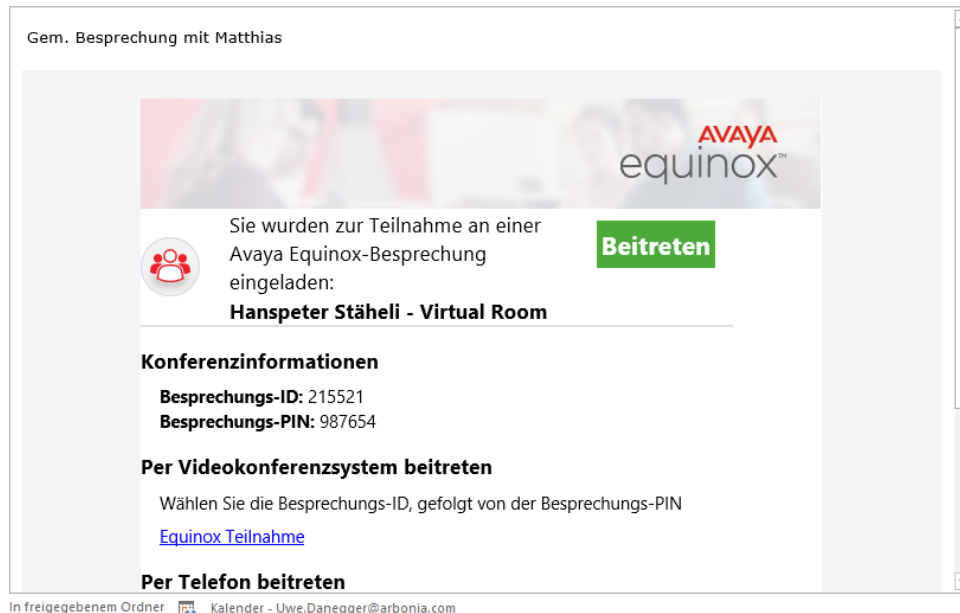 Gem. Besprechung mit Matthias
AVAYA
equinox™
Sie wurden zur Teilnahme an einer
Avaya Equinox-Besprechung
eingeladen:
Hanspeter Stäheli - Virtual Room
Beitreten
Konferenzinformationen
Besprechungs-ID: 215521
Besprechungs-PIN: 987654
Per Videokonferenzsystem beitreten
Wählen Sie die Besprechungs-ID, gefolgt von der Besprechungs-PIN
Equinox Teilnahme
Per Telefon beitreten
In freigegebenem Ordner Kalender - Uwe.Danegger@arbonia.com